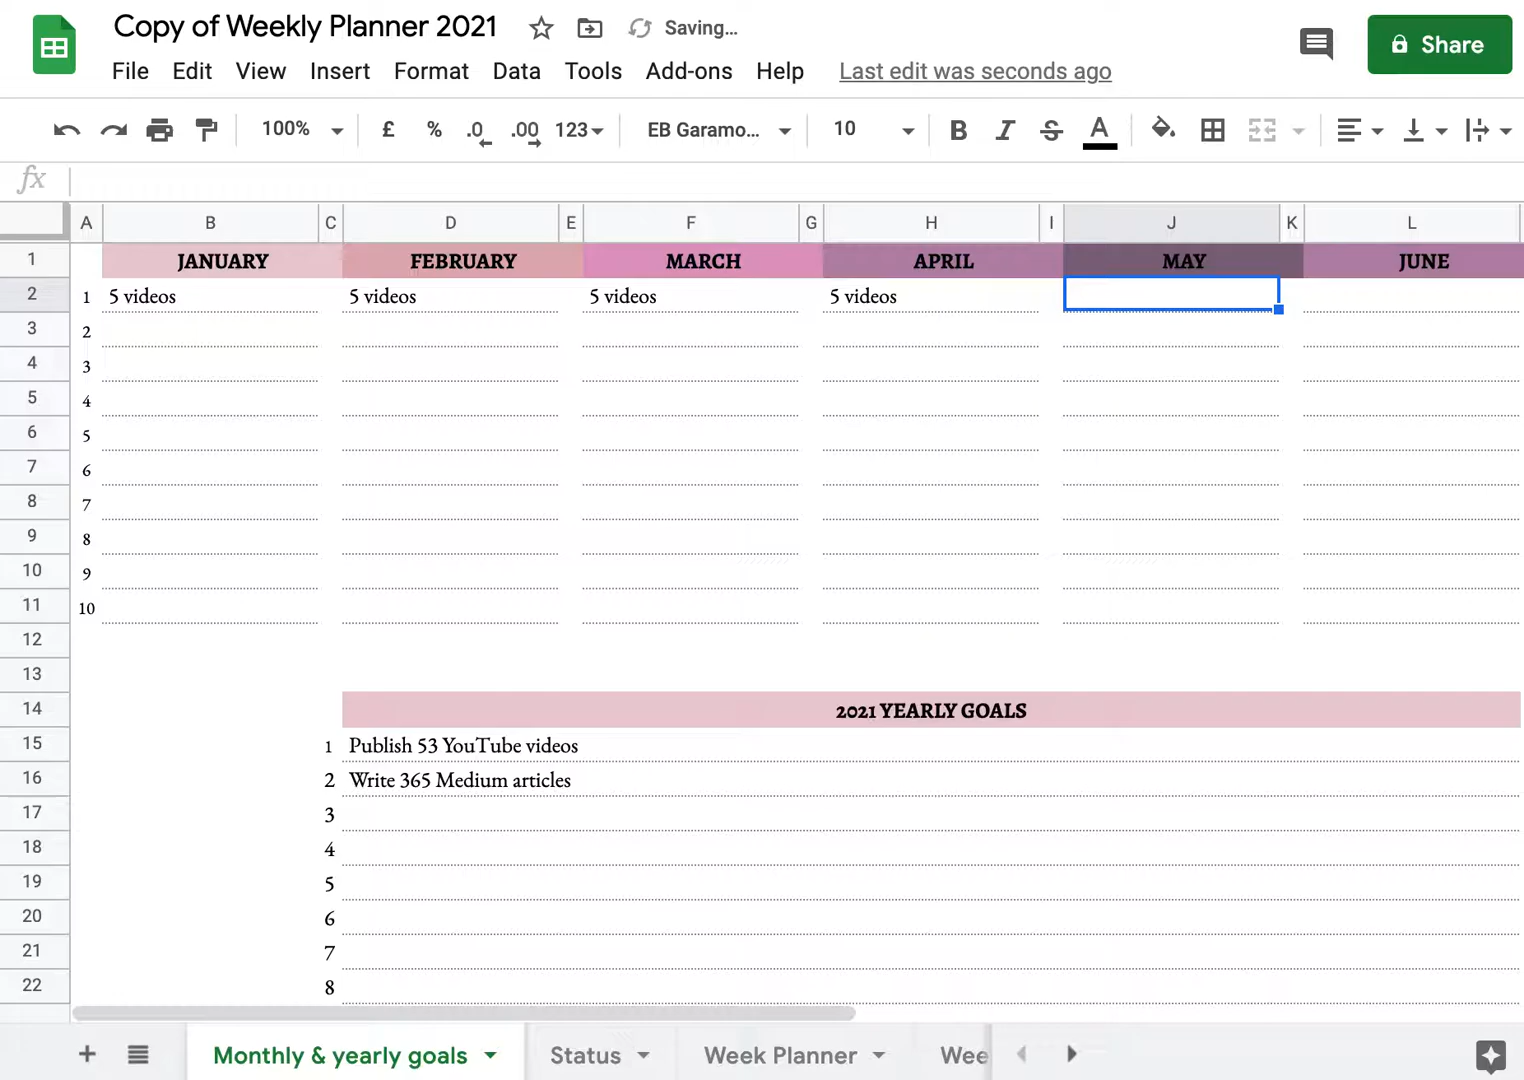 Copy of Weekly Planner 2021 Saving...
File Edit View Insert Format Data Tools Add-ons Help Last edit was seconds ago
Share
100% £ % .0 .00 123 EB Garamo... 10 B I S A
fx
A B C D E F G H I J K L
1 JANUARY FEBRUARY MARCH APRIL MAY JUNE
2 1 5 videos 5 videos 5 videos 5 videos
3 2
4 3
5 4
6 5
7 6
8 7
9 8
10 9
11 10
12
13
14 2021 YEARLY GOALS
15 1 Publish 53 YouTube videos
16 2 Write 365 Medium articles
17 3
18 4
19 5
20 6
21 7
22 8
+ Monthly & yearly goals Status Week Planner Wee